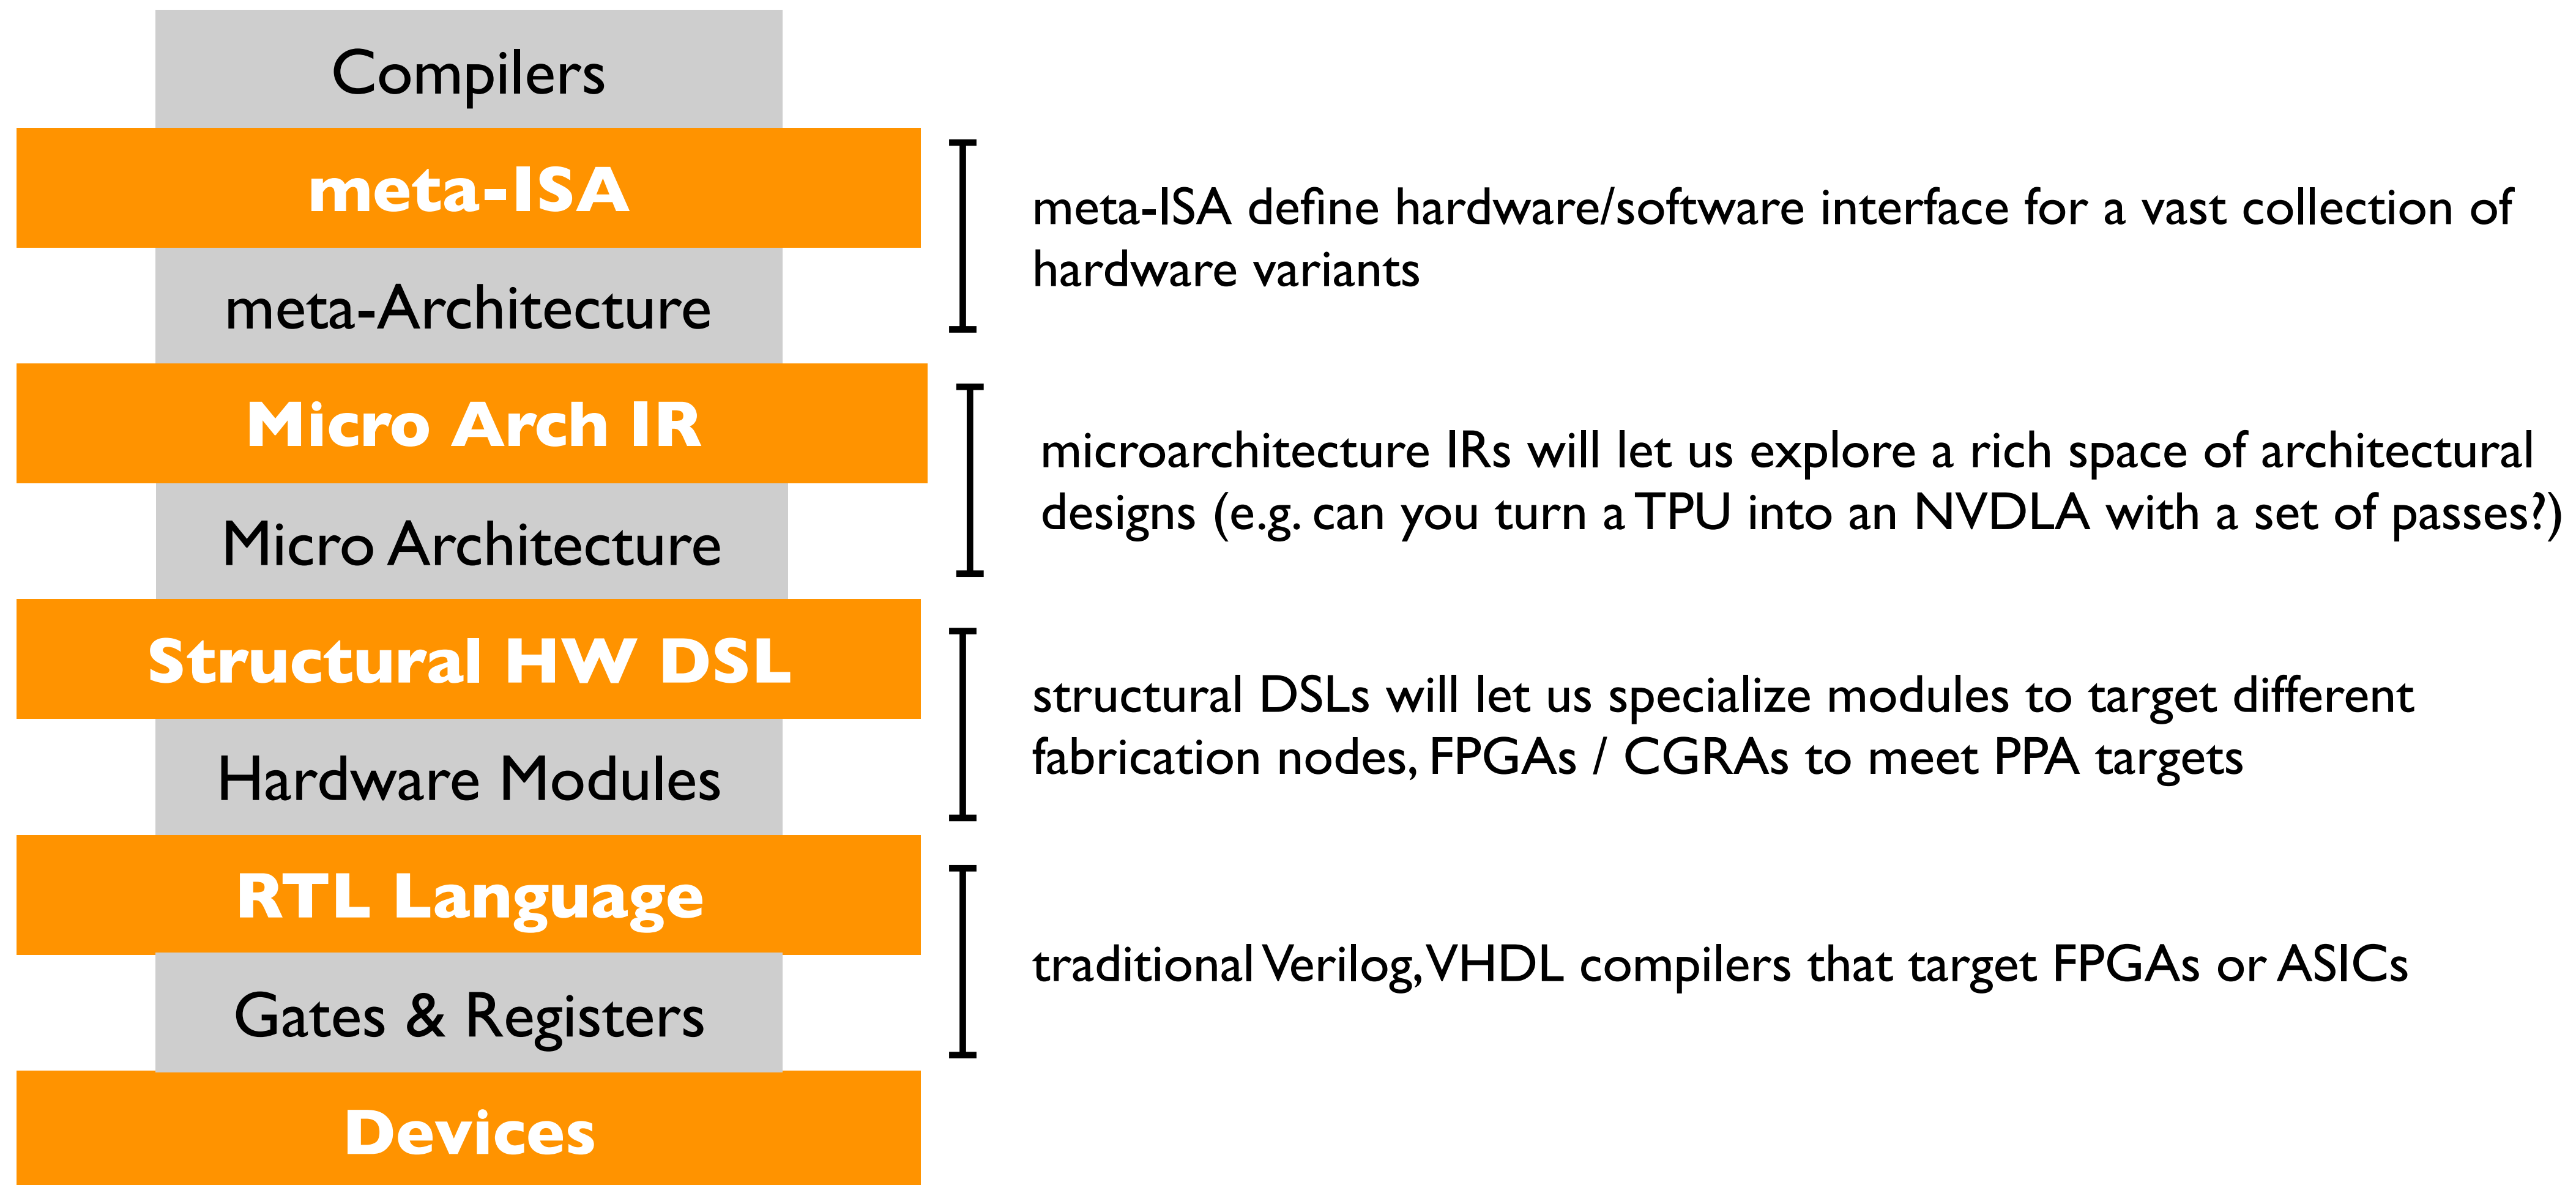 Compilers
meta-ISA
meta-ISA define hardware/software interface for a vast collection of
hardware variants
meta-Architecture
Micro Arch IR
microarchitecture IRs will let us explore a rich space of architectural
designs (e.g. can you turn a TPU into an NVDLA with a set of passes?)
Micro Architecture
Structural HW DSL
structural DSLs will let us specialize modules to target different
fabrication nodes, FPGAs / CGRAs to meet PPA targets
Hardware Modules
RTL Language
traditional Verilog, VHDL compilers that target FPGAs or ASICs
Gates & Registers
Devices